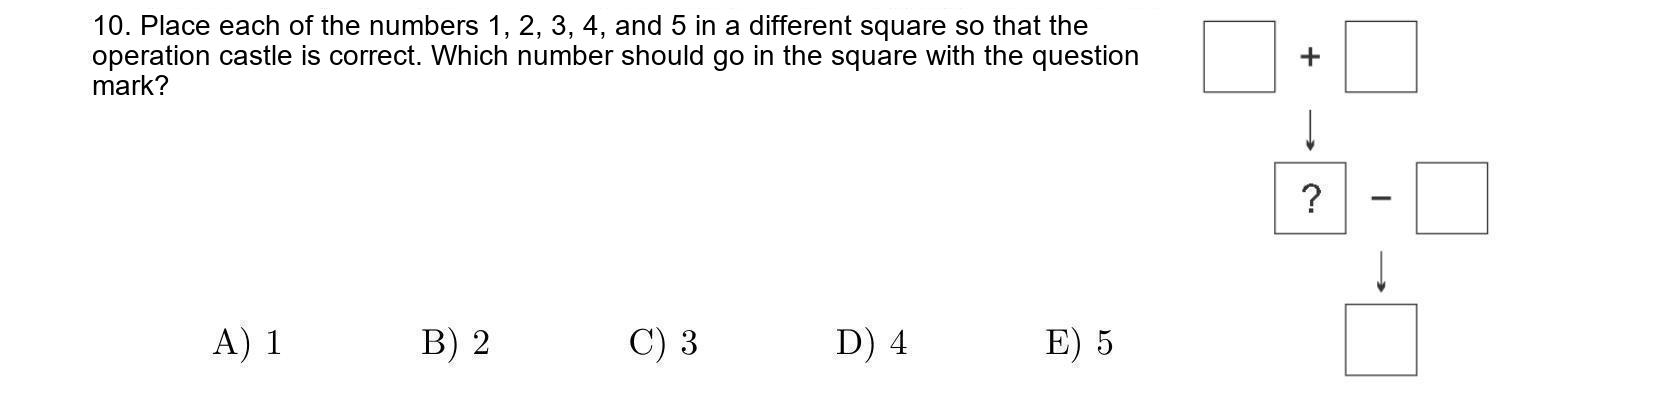 10. Place each of the numbers 1, 2, 3, 4, and 5 in a different square so that the
operation castle is correct. Which number should go in the square with the question
mark?
+
? −
A) 1 B) 2 C) 3 D) 4 E) 5